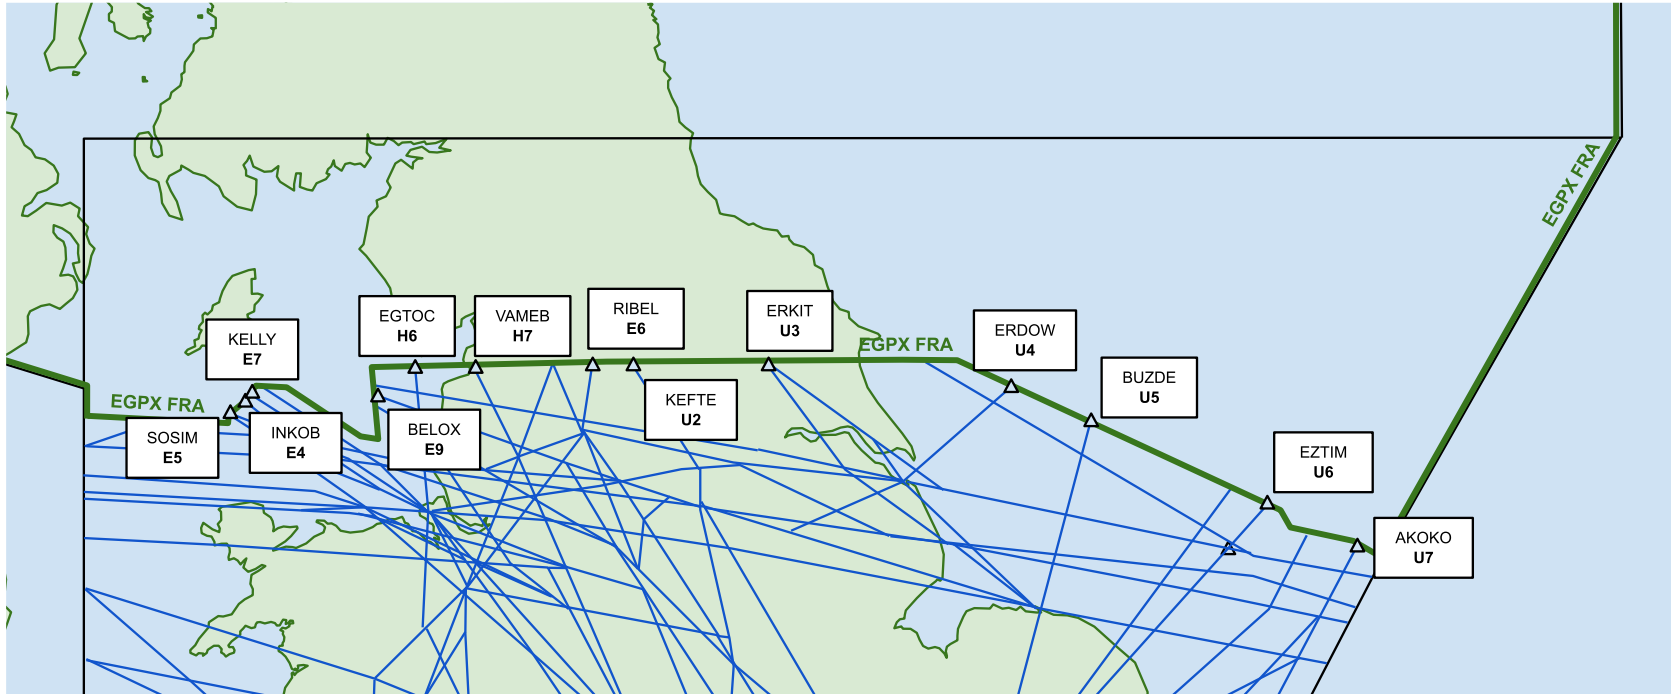 EGPX FRA
EGTOC
H6
VAMEB
H7
RIBEL
E6
ERKIT
U3
ERDOW
U4
KELLY
E7
EGPX FRA
BUZDE
U5
EGPX FRA
KEFTE
U2
SOSIM
E5
INKOB
E4
BELOX
E9
EZTIM
U6
AKOKO
U7